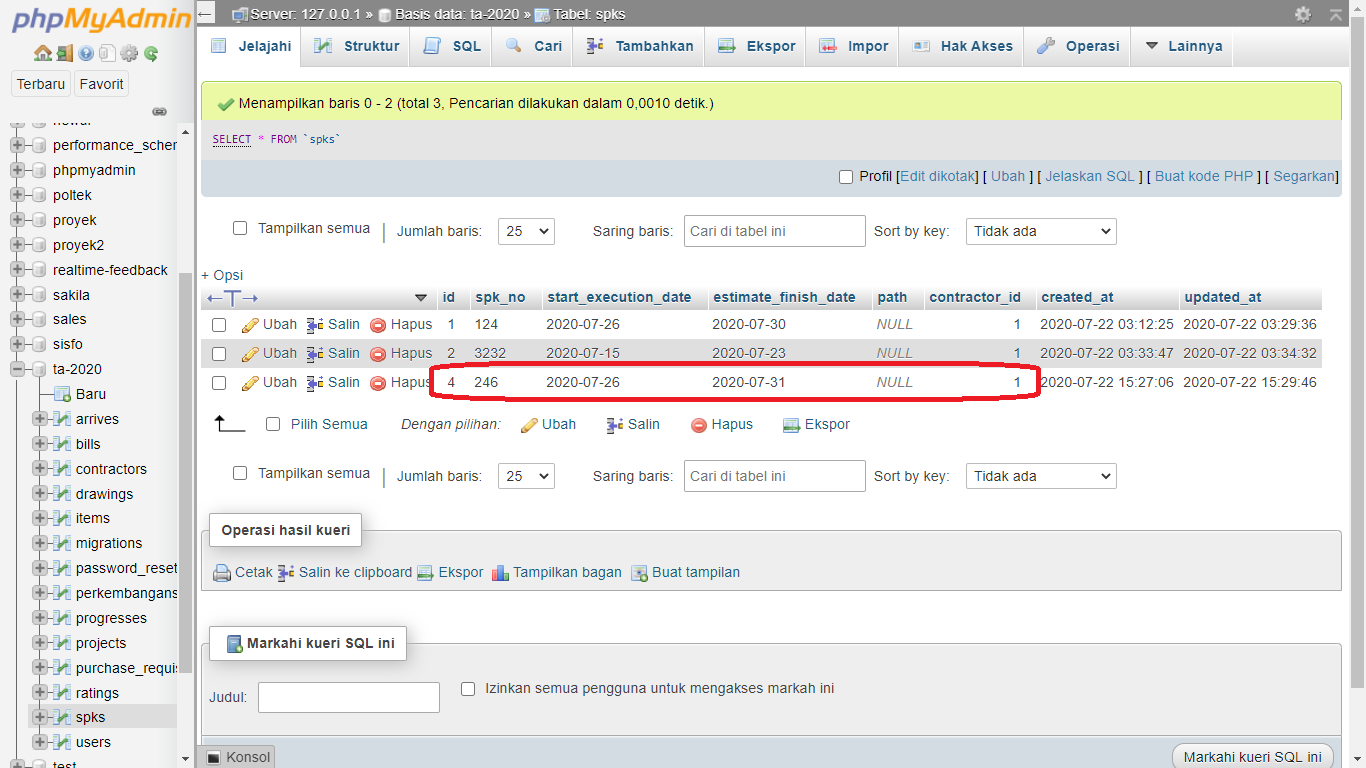 phpMyAdmin
Server: 127.0.0.1 » Basis data: ta-2020 » Tabel: spks
Jelajahi Struktur SQL Cari Tambahkan Ekspor Impor Hak Akses Operasi Lainnya
Terbaru Favorit
performance_scher
phpmyadmin
poltek
proyek
proyek2
realtime-feedback
sakila
sales
sisfo
ta-2020
Baru
arrives
bills
contractors
drawings
items
migrations
password_reset
perkembangans
progresses
projects
purchase_requis
ratings
spks
users
test
Menampilkan baris 0 - 2 (total 3, Pencarian dilakukan dalam 0,0010 detik.)
SELECT * FROM `spks`
Profil [Edit dikotak] [ Ubah ] [ Jelaskan SQL ] [ Buat kode PHP ] [ Segarkan]
Tampilkan semua | Jumlah baris: 25 Saring baris: Cari di tabel ini Sort by key: Tidak ada
+ Opsi
←T→ id spk_no start_execution_date estimate_finish_date path contractor_id created_at updated_at
Ubah Salin Hapus 1 124 2020-07-26 2020-07-30 NULL 1 2020-07-22 03:12:25 2020-07-22 03:29:36
Ubah Salin Hapus 2 3232 2020-07-15 2020-07-23 NULL 1 2020-07-22 03:33:47 2020-07-22 03:34:32
Ubah Salin Hapus 4 246 2020-07-26 2020-07-31 NULL 1 2020-07-22 15:27:06 2020-07-22 15:29:46
Pilih Semua Dengan pilihan: Ubah Salin Hapus Ekspor
Tampilkan semua | Jumlah baris: 25 Saring baris: Cari di tabel ini Sort by key: Tidak ada
Operasi hasil kueri
Cetak Salin ke clipboard Ekspor Tampilkan bagan Buat tampilan
Markahi kueri SQL ini
Judul: Izinkan semua pengguna untuk mengakses markah ini
Konsol
Markahi kueri SQL ini